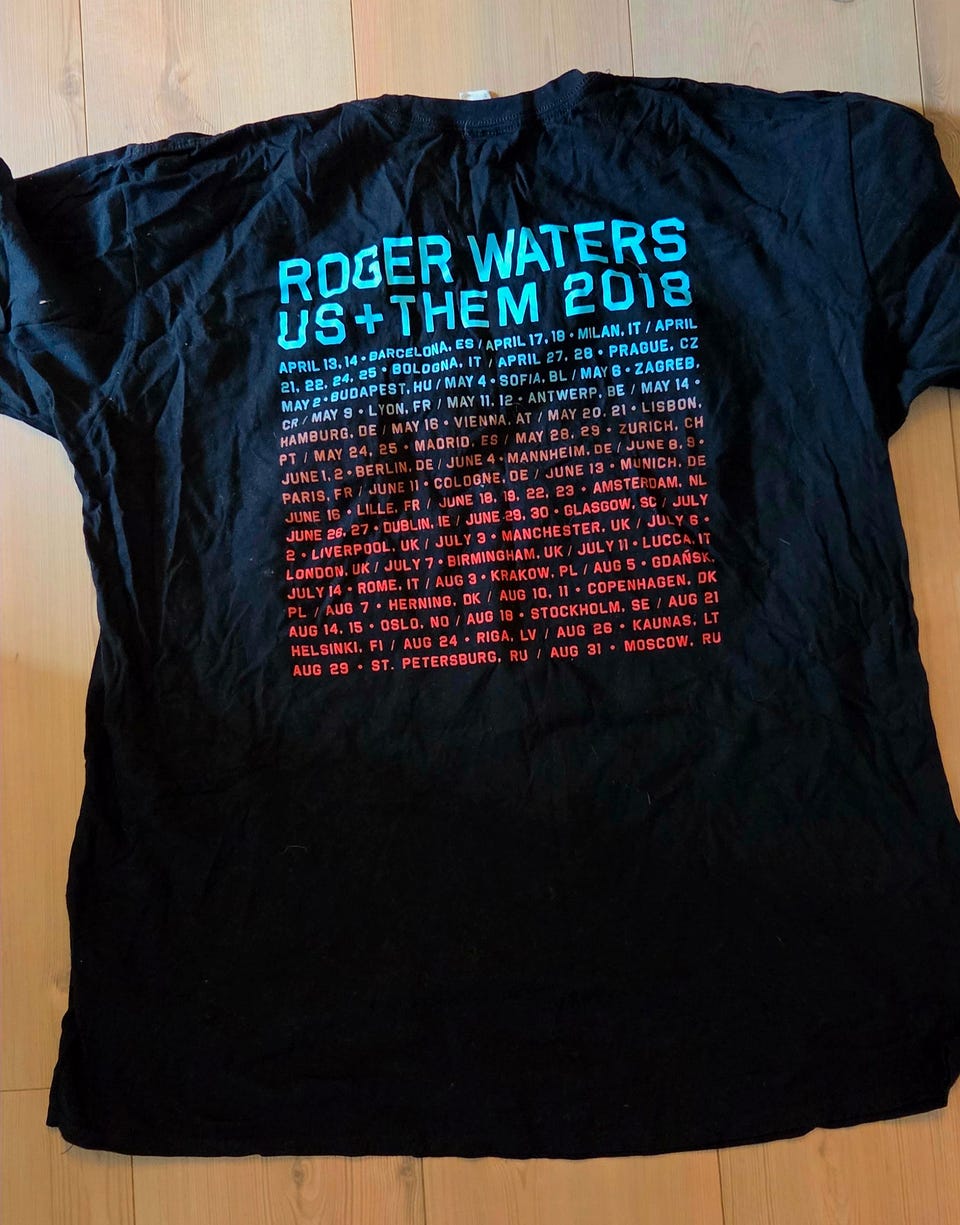 ROGER WATERS
US+THEM 2018
APRIL 13, 14 • BARCELONA, ES / APRIL 17, 18 • MILAN, IT / APRIL
21, 22, 24, 25 • BOLOGNA, IT / APRIL 27, 28 • PRAGUE, CZ
MAY 2 • BUDAPEST, HU / MAY 4 • SOFIA, BL / MAY 6 • ZAGREB,
CR / MAY 9 • LYON, FR / MAY 11, 12 • ANTWERP, BE / MAY 14 •
HAMBURG, DE / MAY 16 • VIENNA, AT / MAY 20, 21 • LISBON,
PT / MAY 24, 25 • MADRID, ES / MAY 28, 29 • ZURICH, CH
JUNE 1, 2 • BERLIN, DE / JUNE 4 • MANNHEIM, DE / JUNE 8, 9 •
PARIS, FR / JUNE 11 • COLOGNE, DE / JUNE 13 • MUNICH, DE
JUNE 16 • LILLE, FR / JUNE 18, 19, 22, 23 • AMSTERDAM, NL
JUNE 26, 27 • DUBLIN, IE / JUNE 29, 30 • GLASGOW, SC / JULY
2 • LIVERPOOL, UK / JULY 3 • MANCHESTER, UK / JULY 6 •
LONDON, UK / JULY 7 • BIRMINGHAM, UK / JULY 11 • LUCCA, IT
JULY 14 • ROME, IT / AUG 3 • KRAKOW, PL / AUG 5 • GDAŃSK,
PL / AUG 7 • HERNING, DK / AUG 10, 11 • COPENHAGEN, DK
AUG 14, 15 • OSLO, NO / AUG 18 • STOCKHOLM, SE / AUG 21
HELSINKI, FI / AUG 24 • RIGA, LV / AUG 26 • KAUNAS, LT
AUG 29 • ST. PETERSBURG, RU / AUG 31 • MOSCOW, RU